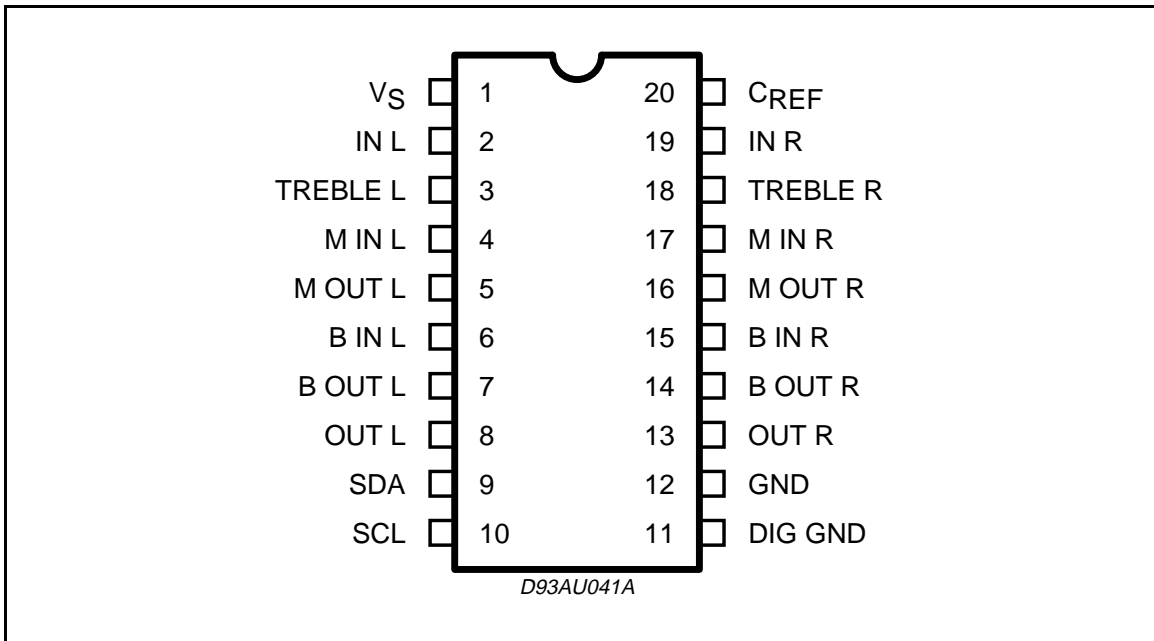 VS 1 20 CREF
IN L 2 19 IN R
TREBLE L 3 18 TREBLE R
M IN L 4 17 M IN R
M OUT L 5 16 M OUT R
B IN L 6 15 B IN R
B OUT L 7 14 B OUT R
OUT L 8 13 OUT R
SDA 9 12 GND
SCL 10 11 DIG GND
D93AU041A